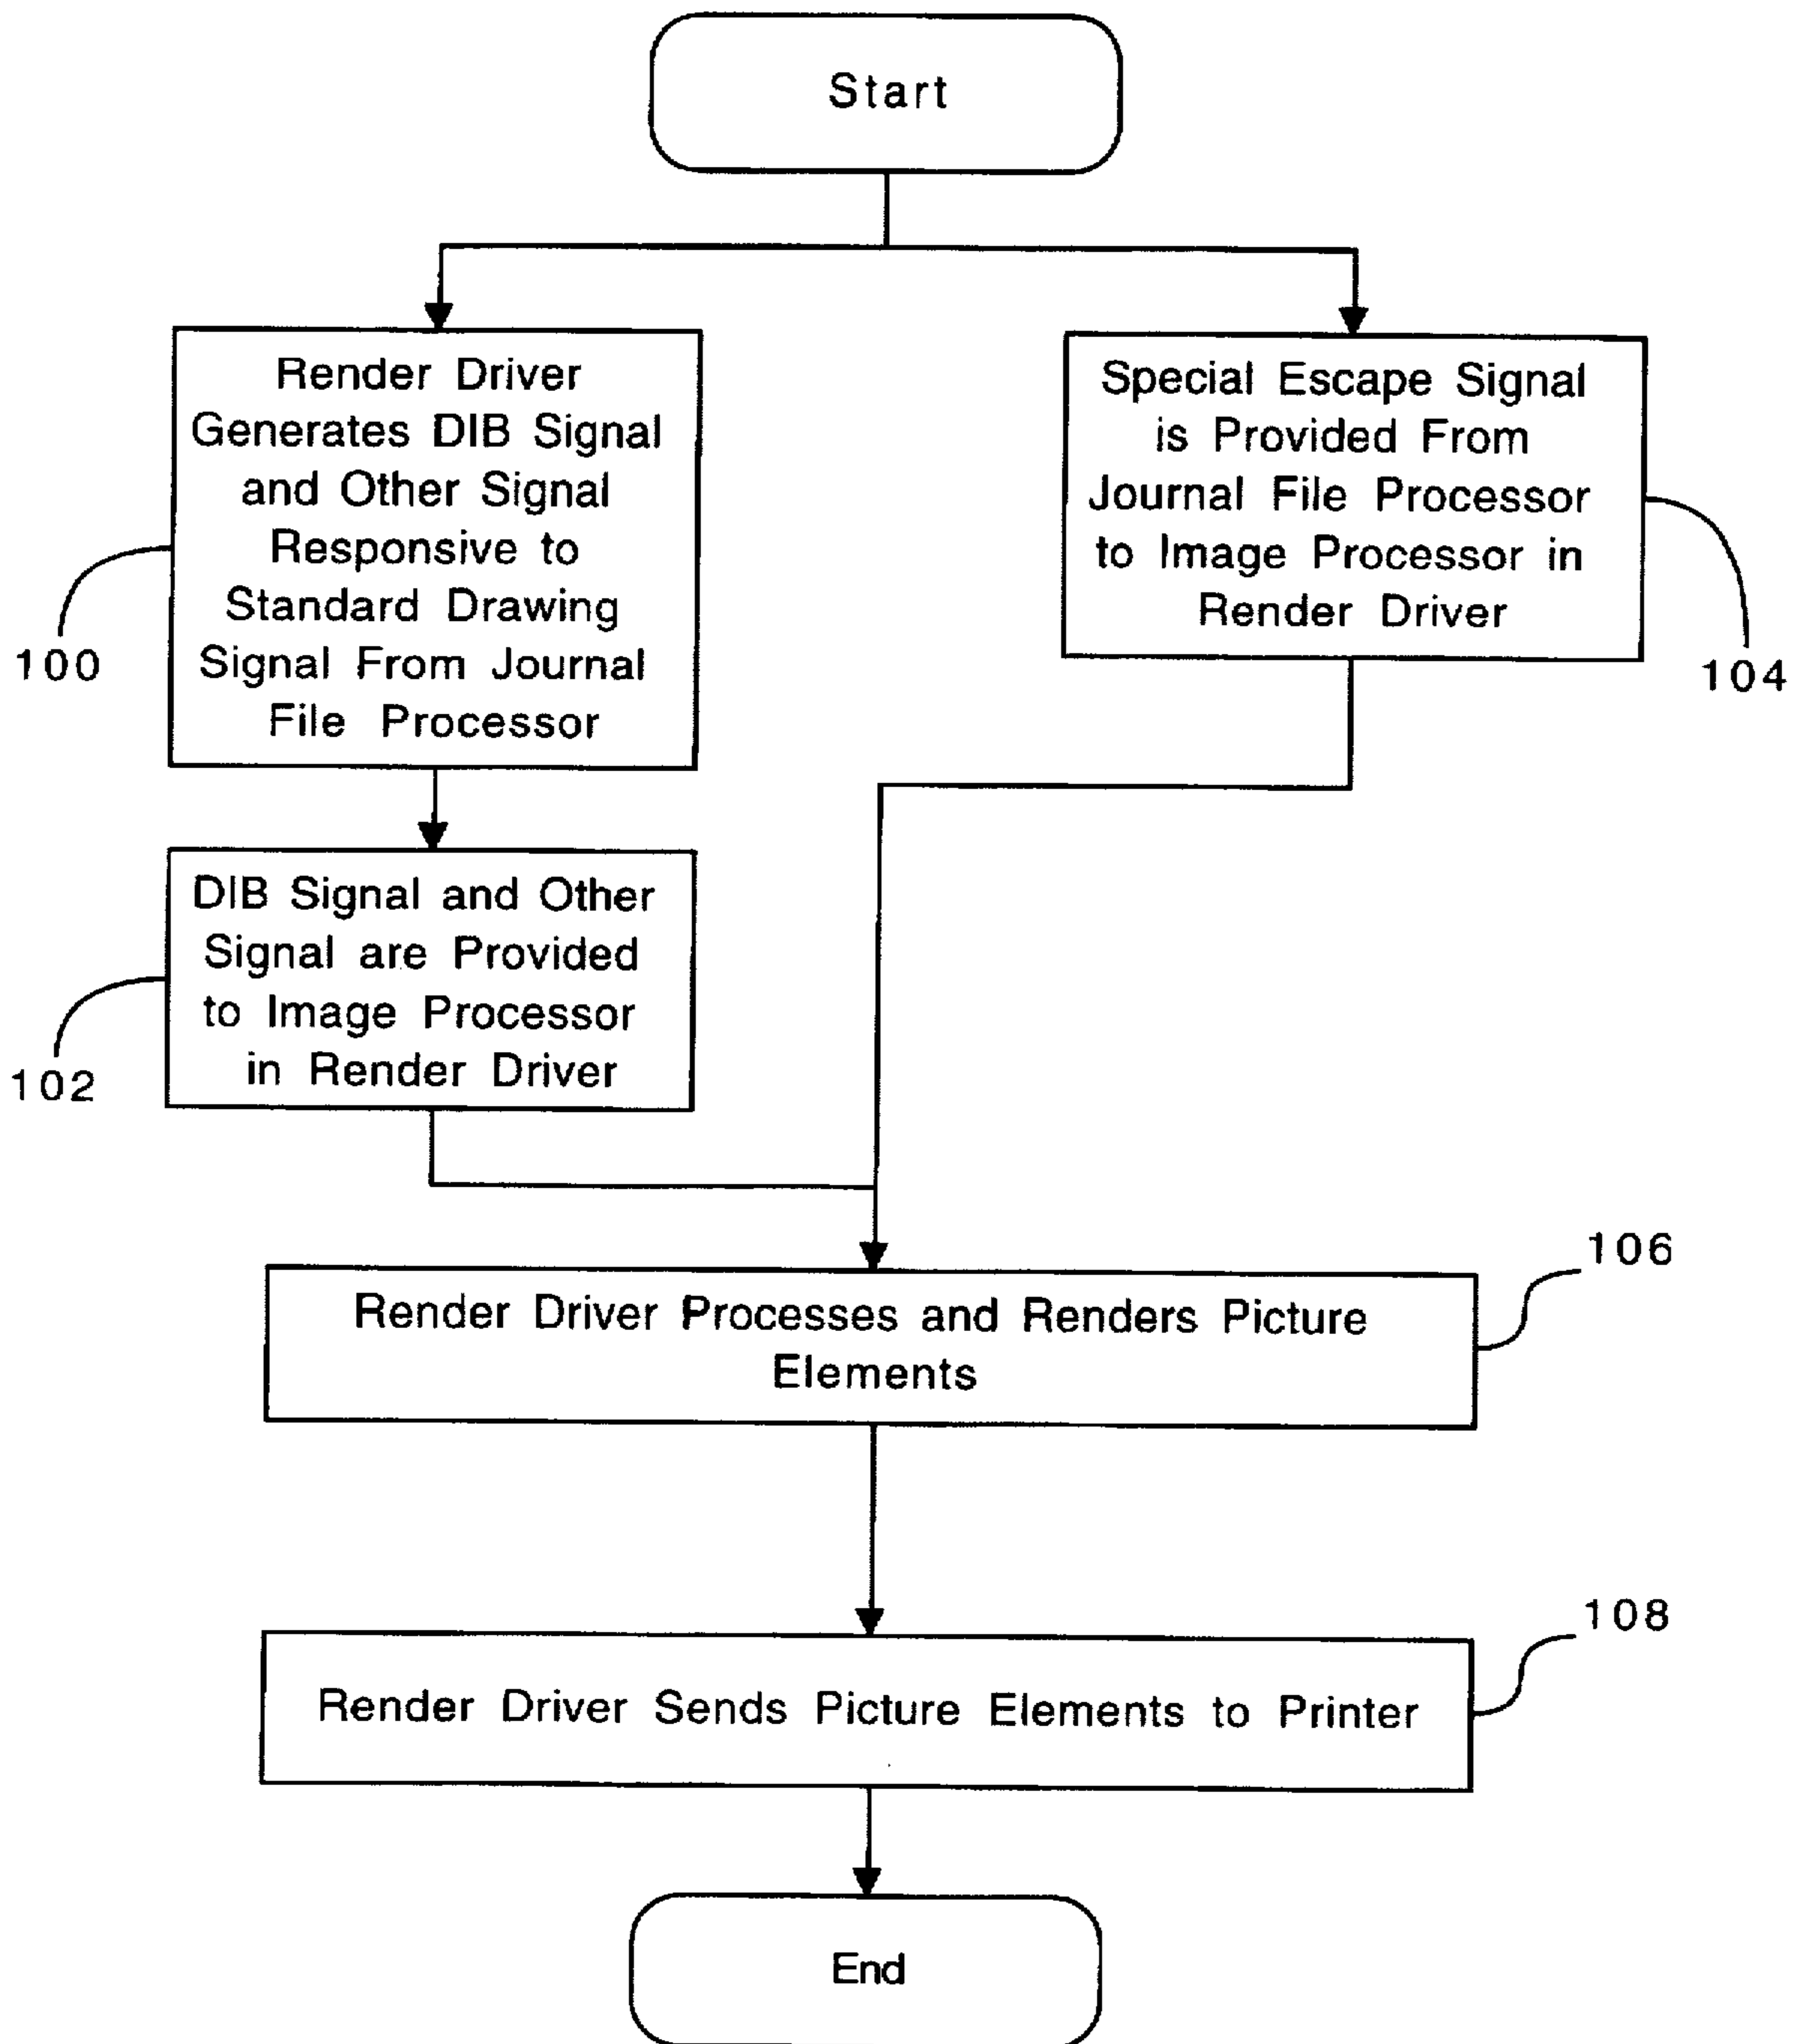 Start
Render Driver
Generates DIB Signal
and Other Signal
Responsive to
Standard Drawing
Signal From Journal
File Processor
100
Special Escape Signal
is Provided From
Journal File Processor
to Image Processor in
Render Driver
104
DIB Signal and Other
Signal are Provided
to Image Processor
in Render Driver
102
Render Driver Processes and Renders Picture
Elements
106
Render Driver Sends Picture Elements to Printer
108
End